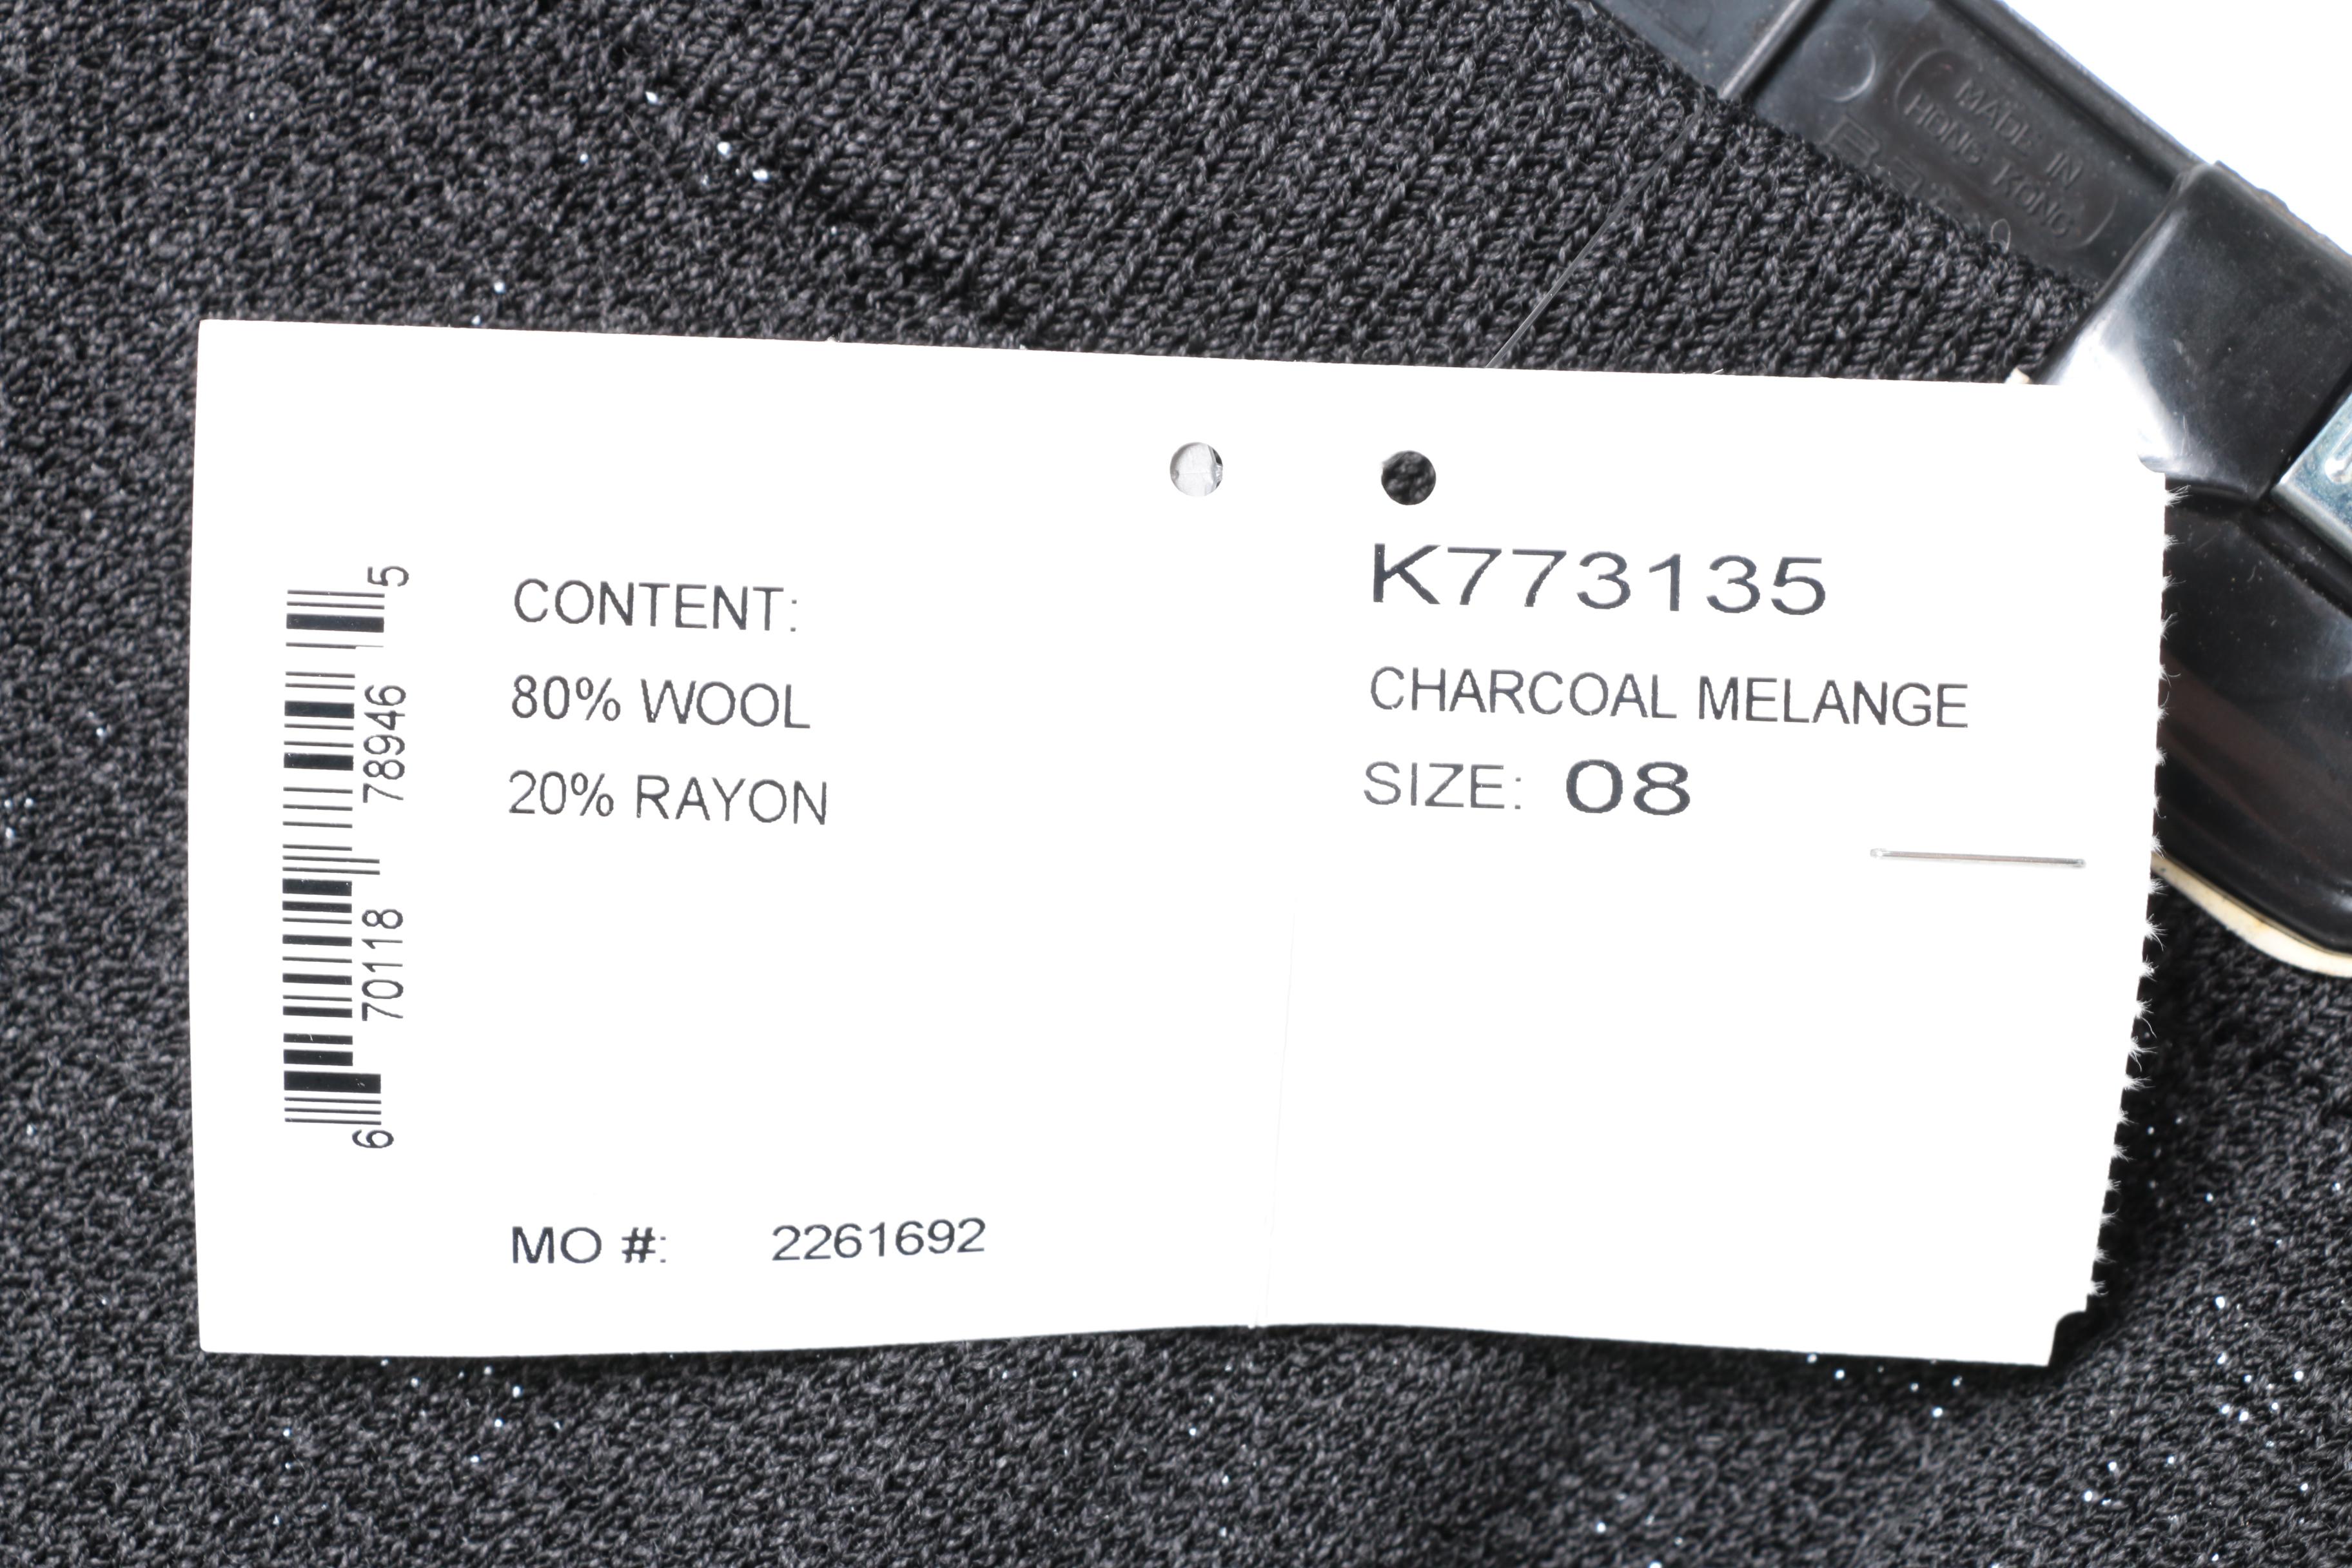 MADE IN
HONG KONG
5
78946
70118
6
CONTENT:
80% WOOL
20% RAYON
MO #: 2261692
K773135
CHARCOAL MELANGE
SIZE: 08